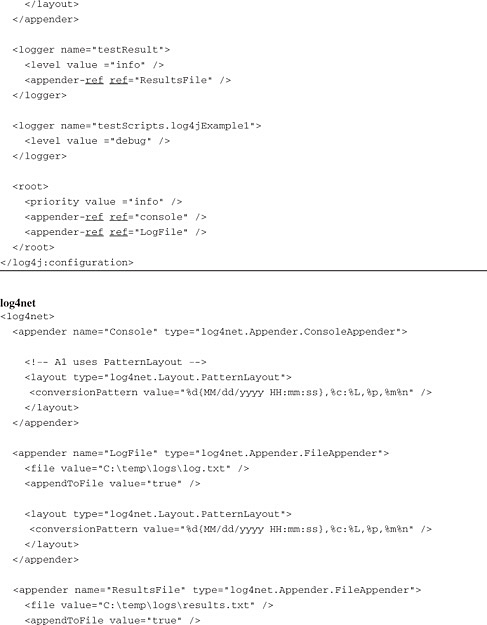 </layout>
</appender>
<logger name="testResult">
<level value ="info" />
<appender-ref ref="ResultsFile" />
</logger>
<logger name="testScripts.log4jExample1">
<level value ="debug" />
</logger>
<root>
<priority value ="info" />
<appender-ref ref="console" />
<appender-ref ref="LogFile" />
</root>
</log4j:configuration>
log4net
<log4net>
<appender name="Console" type="log4net.Appender.ConsoleAppender">
<!-- A1 uses PatternLayout -->
<layout type="log4net.Layout.PatternLayout">
<conversionPattern value="%d{MM/dd/yyyy HH:mm:ss},%c:%L,%p,%m%n" />
</layout>
</appender>
<appender name="LogFile" type="log4net.Appender.FileAppender">
<file value="C:\temp\logs\log.txt" />
<appendToFile value="true" />
<layout type="log4net.Layout.PatternLayout">
<conversionPattern value="%d{MM/dd/yyyy HH:mm:ss},%c:%L,%p,%m%n" />
</layout>
</appender>
<appender name="ResultsFile" type="log4net.Appender.FileAppender">
<file value="C:\temp\logs\results.txt" />
<appendToFile value="true" />